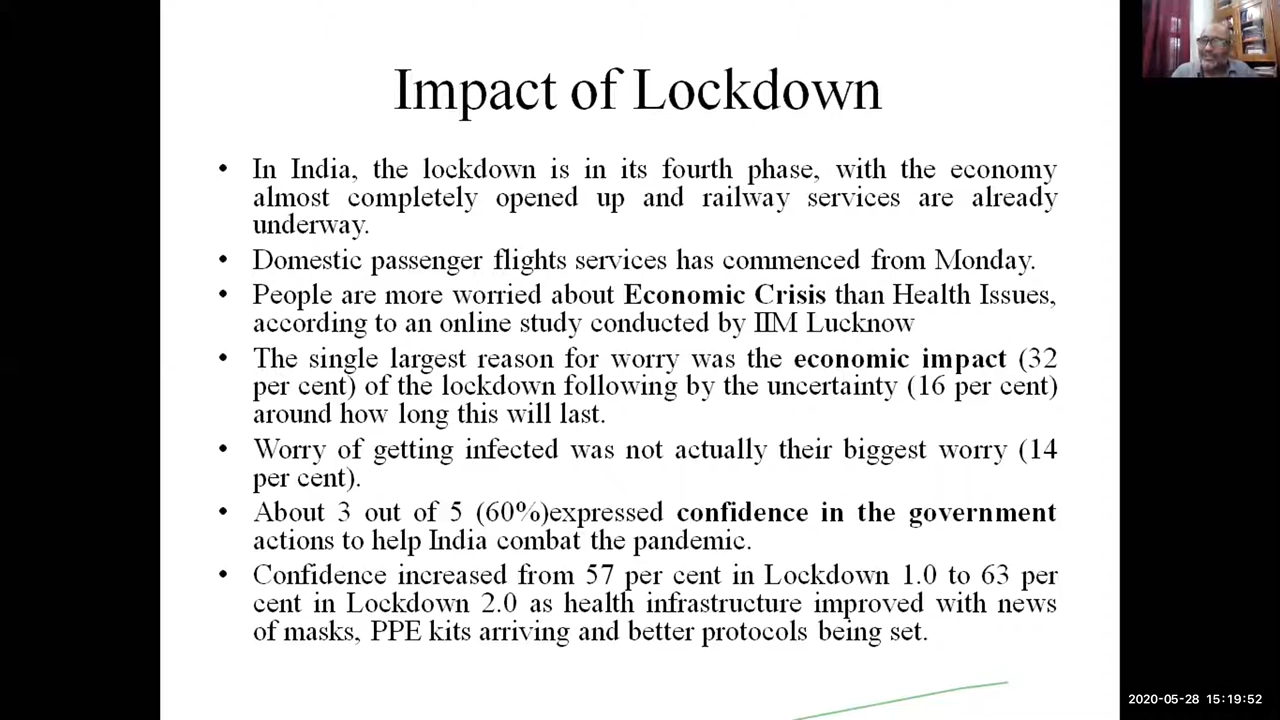 Impact of Lockdown
• In India, the lockdown is in its fourth phase, with the economy
almost completely opened up and railway services are already
underway.
• Domestic passenger flights services has commenced from Monday.
• People are more worried about Economic Crisis than Health Issues,
according to an online study conducted by IIM Lucknow
• The single largest reason for worry was the economic impact (32
per cent) of the lockdown following by the uncertainty (16 per cent)
around how long this will last.
• Worry of getting infected was not actually their biggest worry (14
per cent).
• About 3 out of 5 (60%)expressed confidence in the government
actions to help India combat the pandemic.
• Confidence increased from 57 per cent in Lockdown 1.0 to 63 per
cent in Lockdown 2.0 as health infrastructure improved with news
of masks, PPE kits arriving and better protocols being set.
2020-05-28 15:19:52